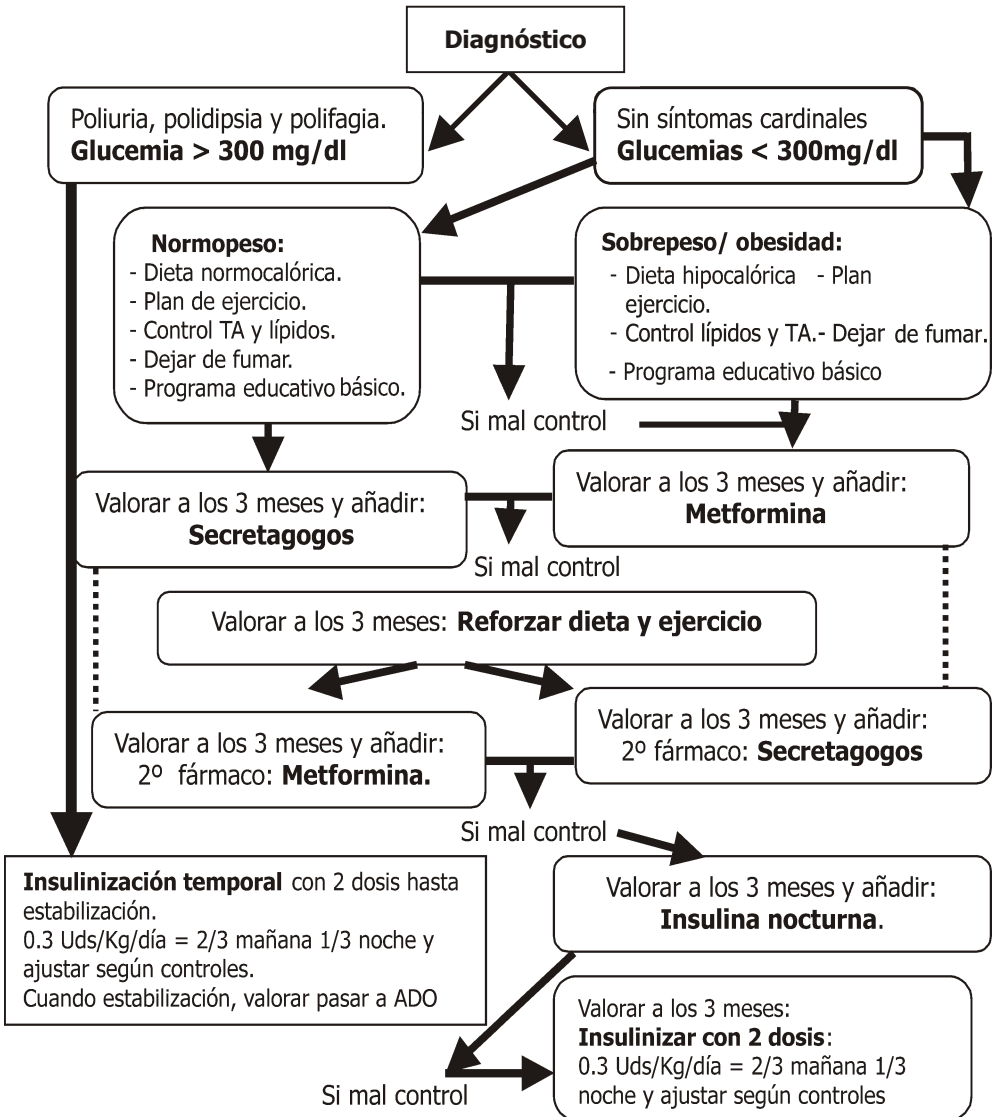 Diagnóstico
Poliuria, polidipsia y polifagia.
Glucemia > 300 mg/dl
Sin síntomas cardinales
Glucemias < 300mg/dl
Normopeso:
- Dieta normocalórica.
- Plan de ejercicio.
- Control TA y lípidos.
- Dejar de fumar.
- Programa educativo básico.
Sobrepeso/ obesidad:
- Dieta hipocalórica - Plan
ejercicio.
- Control lípidos y TA.- Dejar de fumar.
- Programa educativo básico
Si mal control
Valorar a los 3 meses y añadir:
Secretagogos
Valorar a los 3 meses y añadir:
Metformina
Si mal control
Valorar a los 3 meses: Reforzar dieta y ejercicio
Valorar a los 3 meses y añadir:
2º fármaco: Metformina.
Valorar a los 3 meses y añadir:
2º fármaco: Secretagogos
Si mal control
Insulinización temporal con 2 dosis hasta
estabilización.
0.3 Uds/Kg/día = 2/3 mañana 1/3 noche y
ajustar según controles.
Cuando estabilización, valorar pasar a ADO
Valorar a los 3 meses y añadir:
Insulina nocturna.
Si mal control
Valorar a los 3 meses:
Insulinizar con 2 dosis:
0.3 Uds/Kg/día = 2/3 mañana 1/3
noche y ajustar según controles